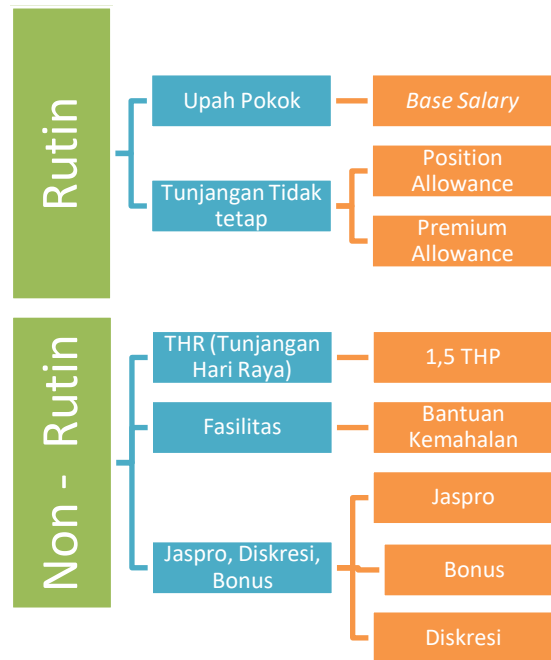 Rutin
Upah Pokok
Base Salary
Tunjangan Tidak
tetap
Position
Allowance
Premium
Allowance
Non - Rutin
THR (Tunjangan
Hari Raya)
1,5 THP
Fasilitas
Bantuan
Kemahalan
Jaspro, Diskresi,
Bonus
Jaspro
Bonus
Diskresi